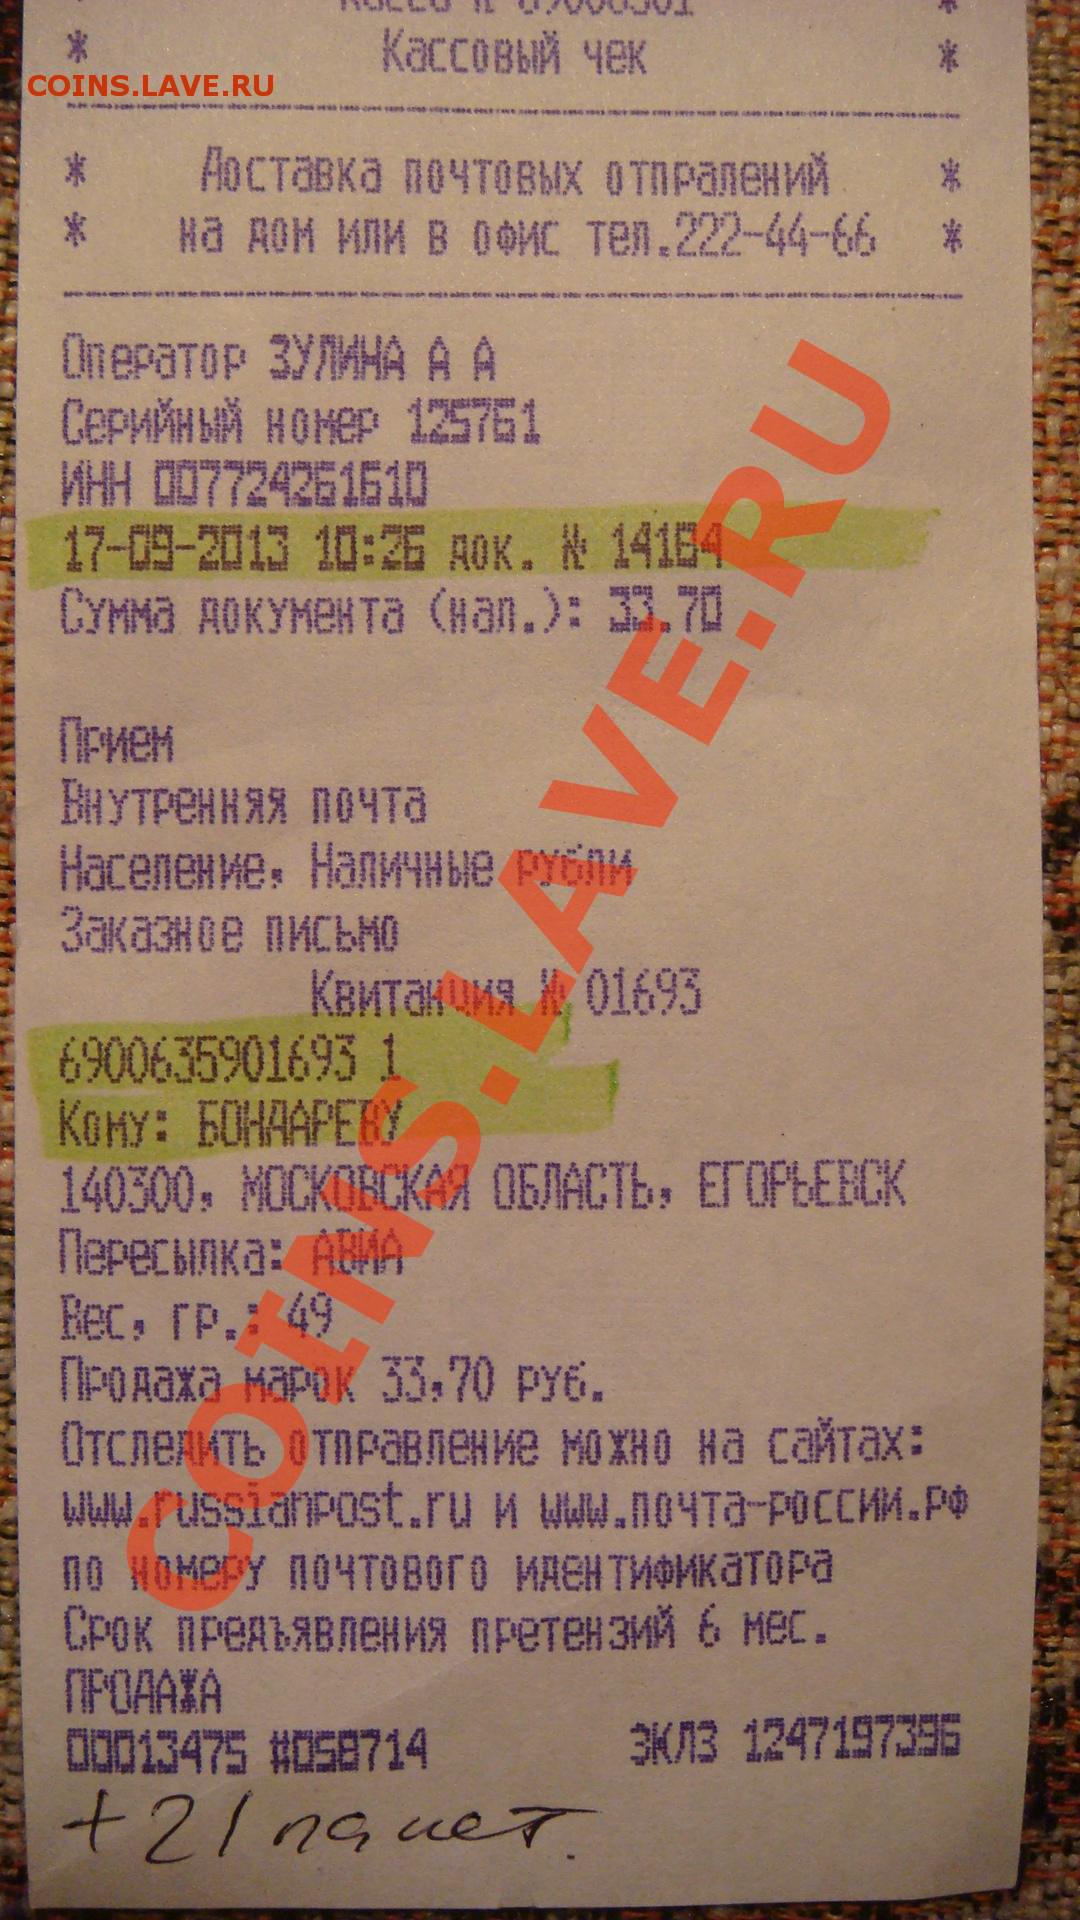 *
* Кассовый чек *
COINS.LAVE.RU
* Доставка почтовых отпралений *
* на дом или в офис тел.222-44-66 *
Оператор ЗУЛИНА А А
Серийный номер 125761
ИНН 007724261610
17-09-2013 10:26 док. № 14164
Сумма документа (нал.): 33.70
Прием
Внутренняя почта
Население, Наличные рубли
Заказное письмо
Квитанция № 01693
6900635901693 1
Кому: БОНДАРЕВУ
140300, МОСКОВСКАЯ ОБЛАСТЬ, ЕГОРЬЕВСК
Пересылка: АВИА
Вес, гр.: 49
Продажа марок 33,70 руб.
Отследить отправление можно на сайтах:
www.russianpost.ru и www.почта-россии.рф
по номеру почтового идентификатора
Срок предъявления претензий 6 мес.
ПРОДАЖА
00013475 #058714 ЭКЛЗ 1247197396
+21 пакет.
COINS.LAVE.RU